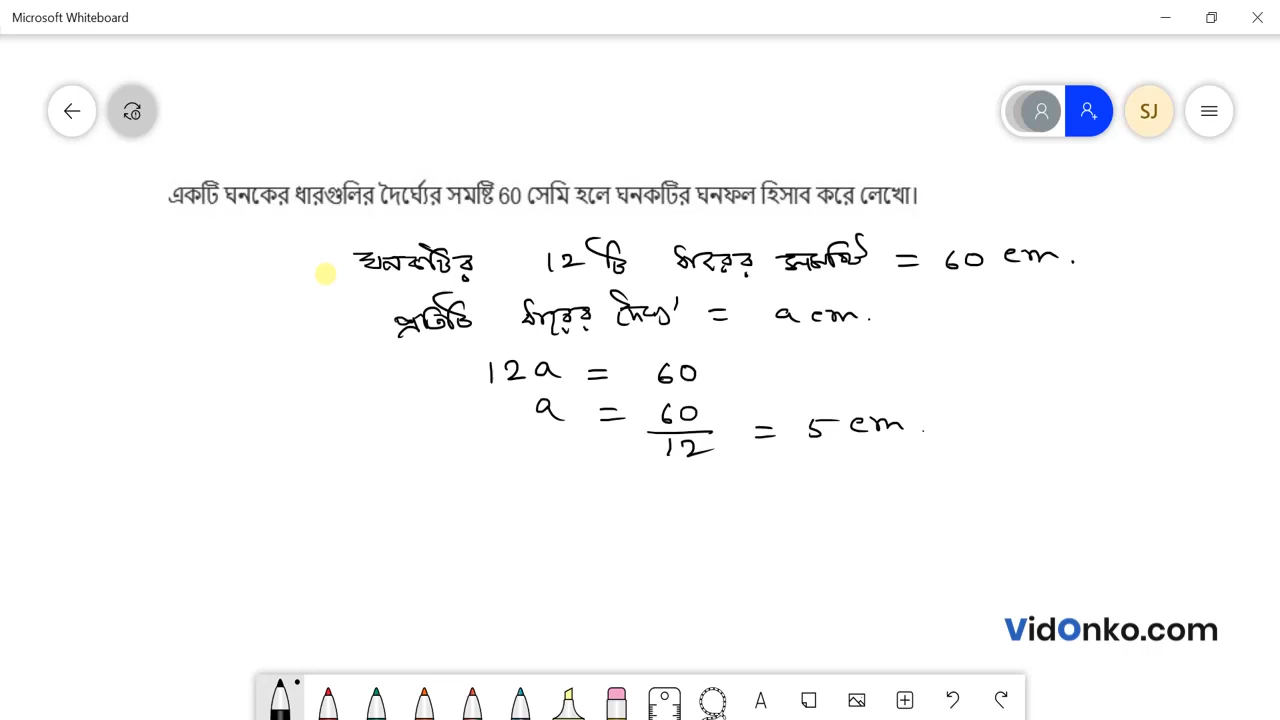 Microsoft Whiteboard
SJ
একটি ঘনকের ধারগুলির দৈর্ঘ্যের সমষ্টি 60 সেমি হলে ঘনকটির ঘনফল হিসাব করে লেখো।
ঘনকটির 12 টি ধারের সমষ্টি = 60 cm.
প্রতিটি ধারের দৈর্ঘ্য = a cm.
12a = 60
a = 60/12 = 5 cm.
VidOnko.com
A